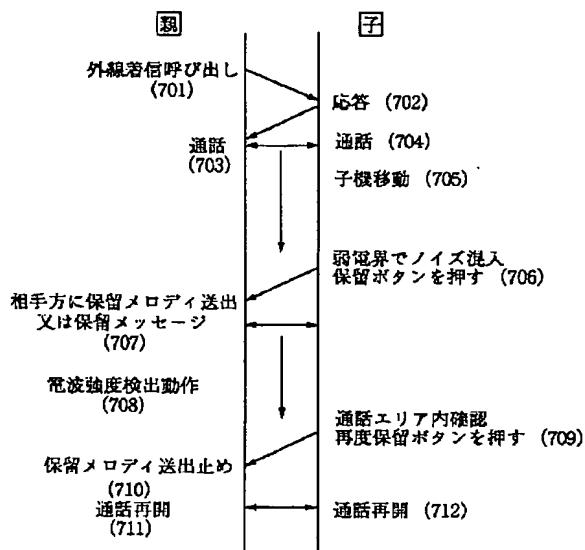 親 子
外線着信呼び出し
(701)
応答 (702)
通話
(703)
通話 (704)
子機移動 (705)
弱電界でノイズ混入
保留ボタンを押す (706)
相手方に保留メロディ送出
又は保留メッセージ
(707)
電波強度検出動作
(708)
通話エリア内確認
再度保留ボタンを押す (709)
保留メロディ送出止め
(710)
通話再開
(711)
通話再開 (712)